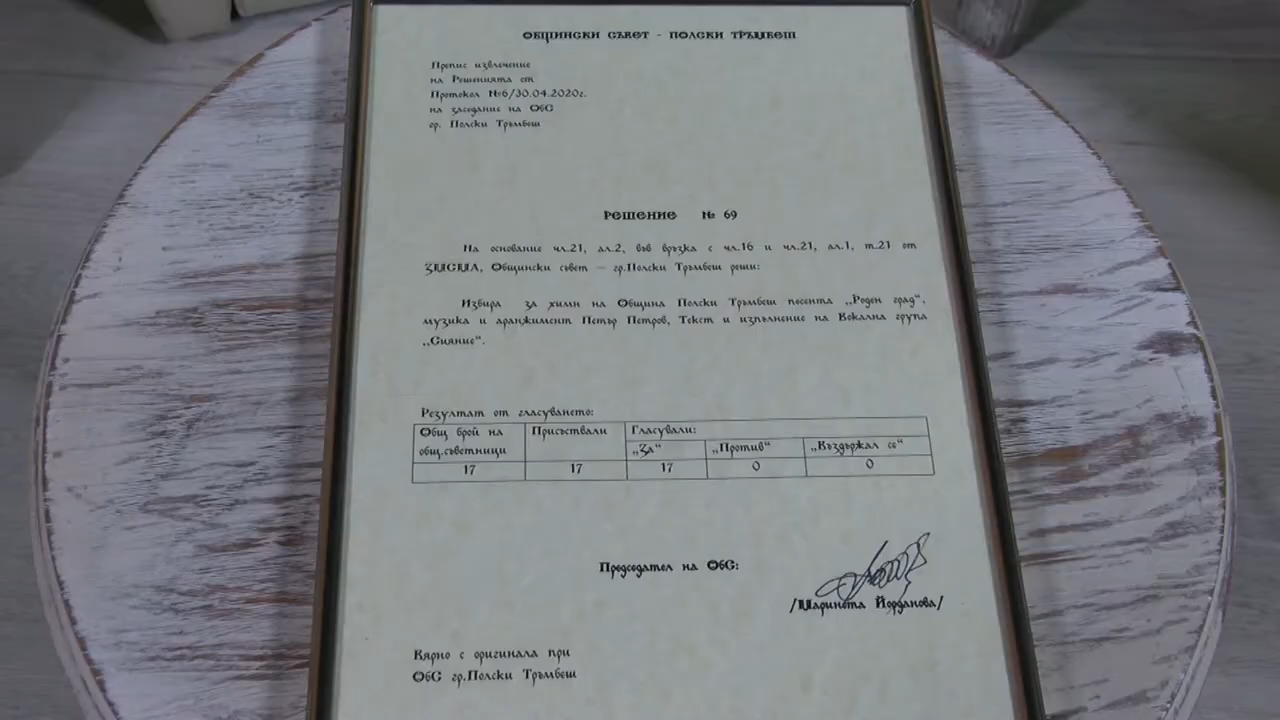 ОБЩИНСКИ СЪВЕТ - ПОЛСКИ ТРЪМБЕШ
Препис извлечение
на Решенията от
Протокол №6/30.04.2020г.
на заседание на ОбС
гр. Полски Тръмбеш
РЕШЕНИЕ № 69
На основание чл.21, ал.2, във връзка с чл.16 и чл.21, ал.1, т.21 от
ЗМСМА, Общински съвет – гр.Полски Тръмбеш реши:
Избира за химн на Община Полски Тръмбеш песента „Роден град“,
музика и аранжимент Петър Петров, Текст и изпълнение на Вокална група
„Сияние“.
Резултат от гласуването:
Общ брой на Присъствали Гласували:
общ.съветници „За“ „Против“ „Въздържал се“
17 17 17 0 0
Председател на ОбС:
/Маринета Йорданова/
Вярно с оригинала при
ОбС гр.Полски Тръмбеш